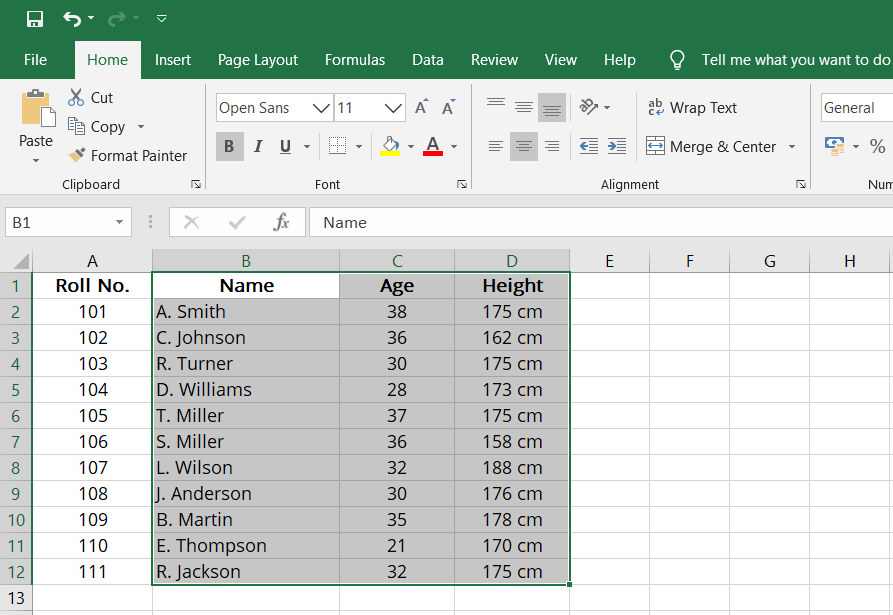 File Home Insert Page Layout Formulas Data Review View Help Tell me what you want to do
Paste
Cut
Copy
Format Painter
Clipboard
Open Sans 11 A A
B I U A
Font
ab
c Wrap Text
Merge & Center
Alignment
General
%
Num
B1 fx Name
A B C D E F G H
1 Roll No. Name Age Height
2 101 A. Smith 38 175 cm
3 102 C. Johnson 36 162 cm
4 103 R. Turner 30 175 cm
5 104 D. Williams 28 173 cm
6 105 T. Miller 37 175 cm
7 106 S. Miller 36 158 cm
8 107 L. Wilson 32 188 cm
9 108 J. Anderson 30 176 cm
10 109 B. Martin 35 178 cm
11 110 E. Thompson 21 170 cm
12 111 R. Jackson 32 175 cm
13